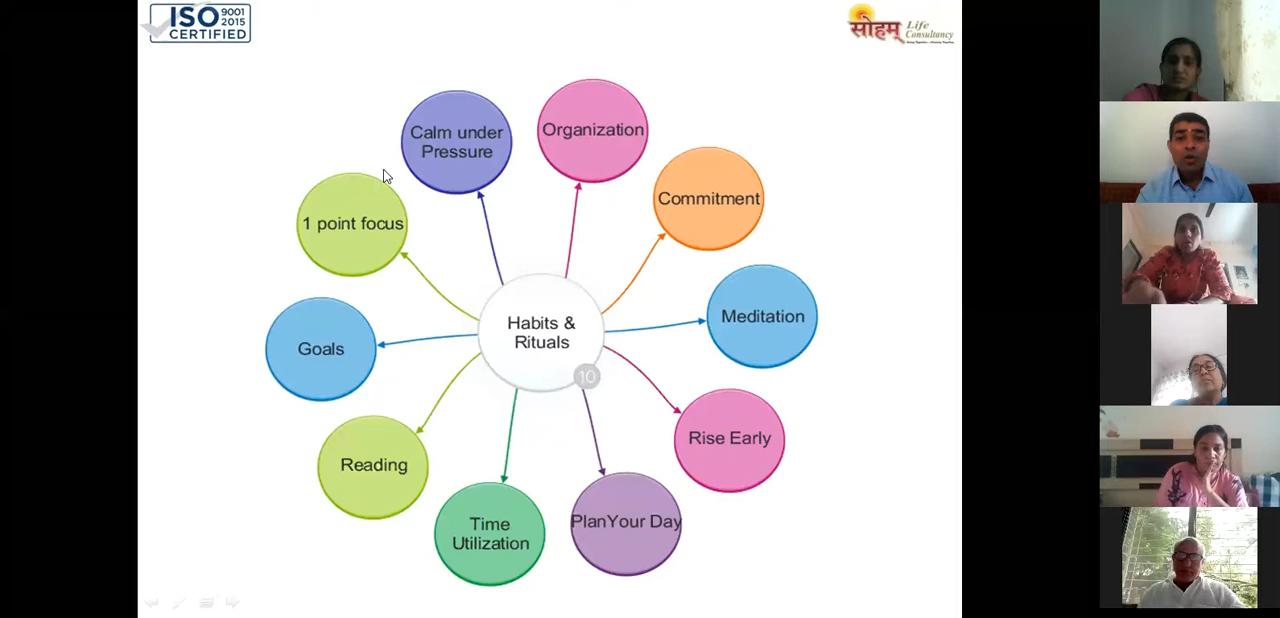 ISO 9001
2015
CERTIFIED
सोहम् Life
Consultancy
Calm under
Pressure
Organization
Commitment
1 point focus
Meditation
Habits &
Rituals
10
Goals
Rise Early
Reading
PlanYour Day
Time
Utilization